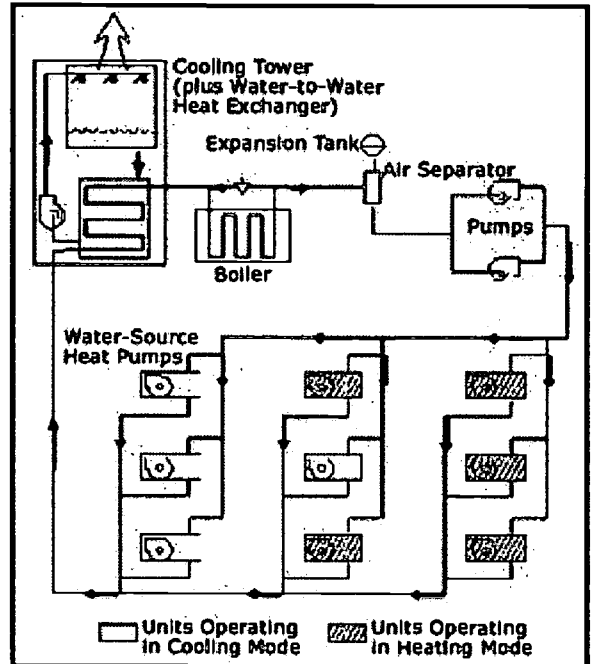 Cooling Tower
(plus Water-to-Water
Heat Exchanger)
Expansion Tank
Air Separator
Pumps
Boiler
Water-Source
Heat Pumps
Units Operating
in Cooling Mode
Units Operating
in Heating Mode